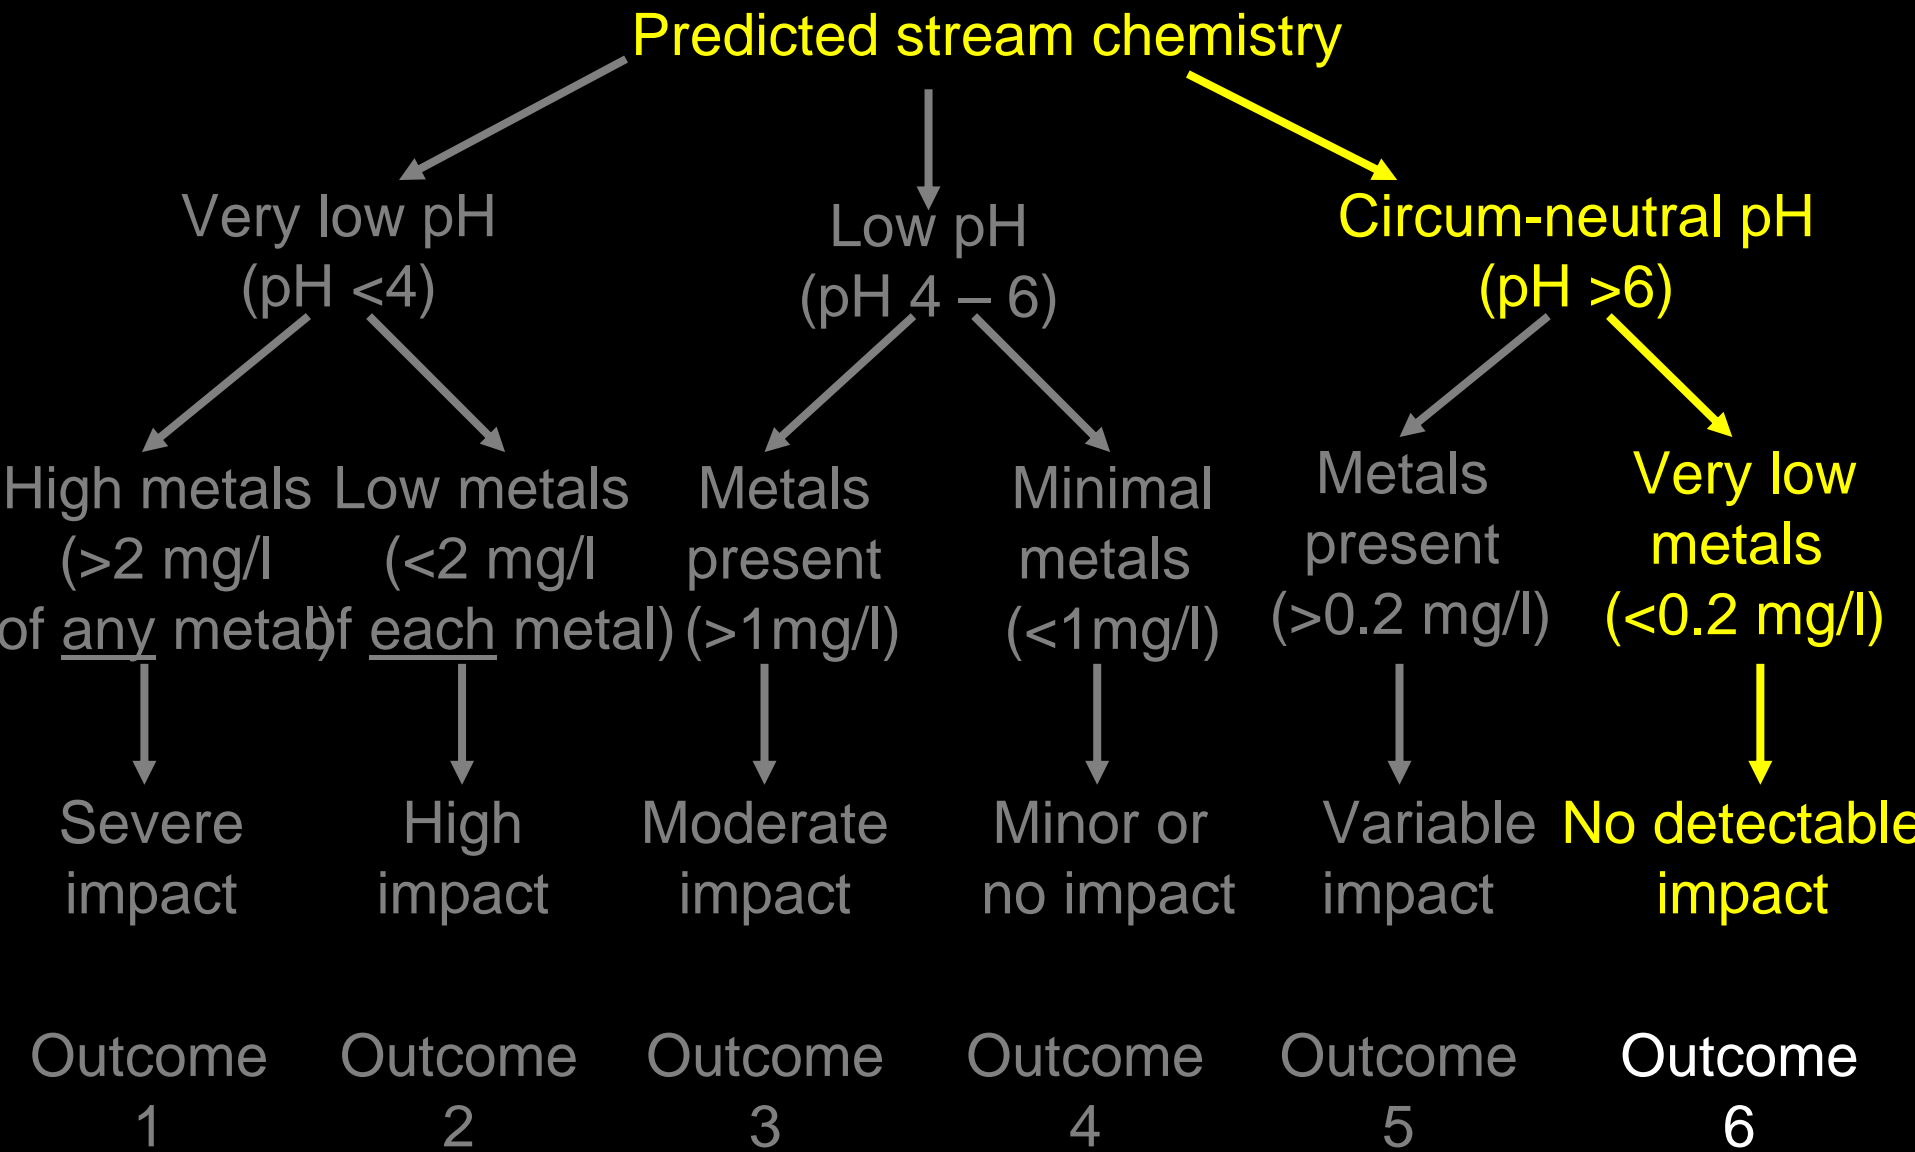 Predicted stream chemistry
Very low pH
(pH <4)
Low pH
(pH 4 – 6)
Circum-neutral pH
(pH >6)
High metals
(>2 mg/l
of any metal)
Low metals
(<2 mg/l
of each metal)
Metals
present
(>1mg/l)
Minimal
metals
(<1mg/l)
Metals
present
(>0.2 mg/l)
Very low
metals
(<0.2 mg/l)
Severe
impact
High
impact
Moderate
impact
Minor or
no impact
Variable
impact
No detectable
impact
Outcome
1
Outcome
2
Outcome
3
Outcome
4
Outcome
5
Outcome
6